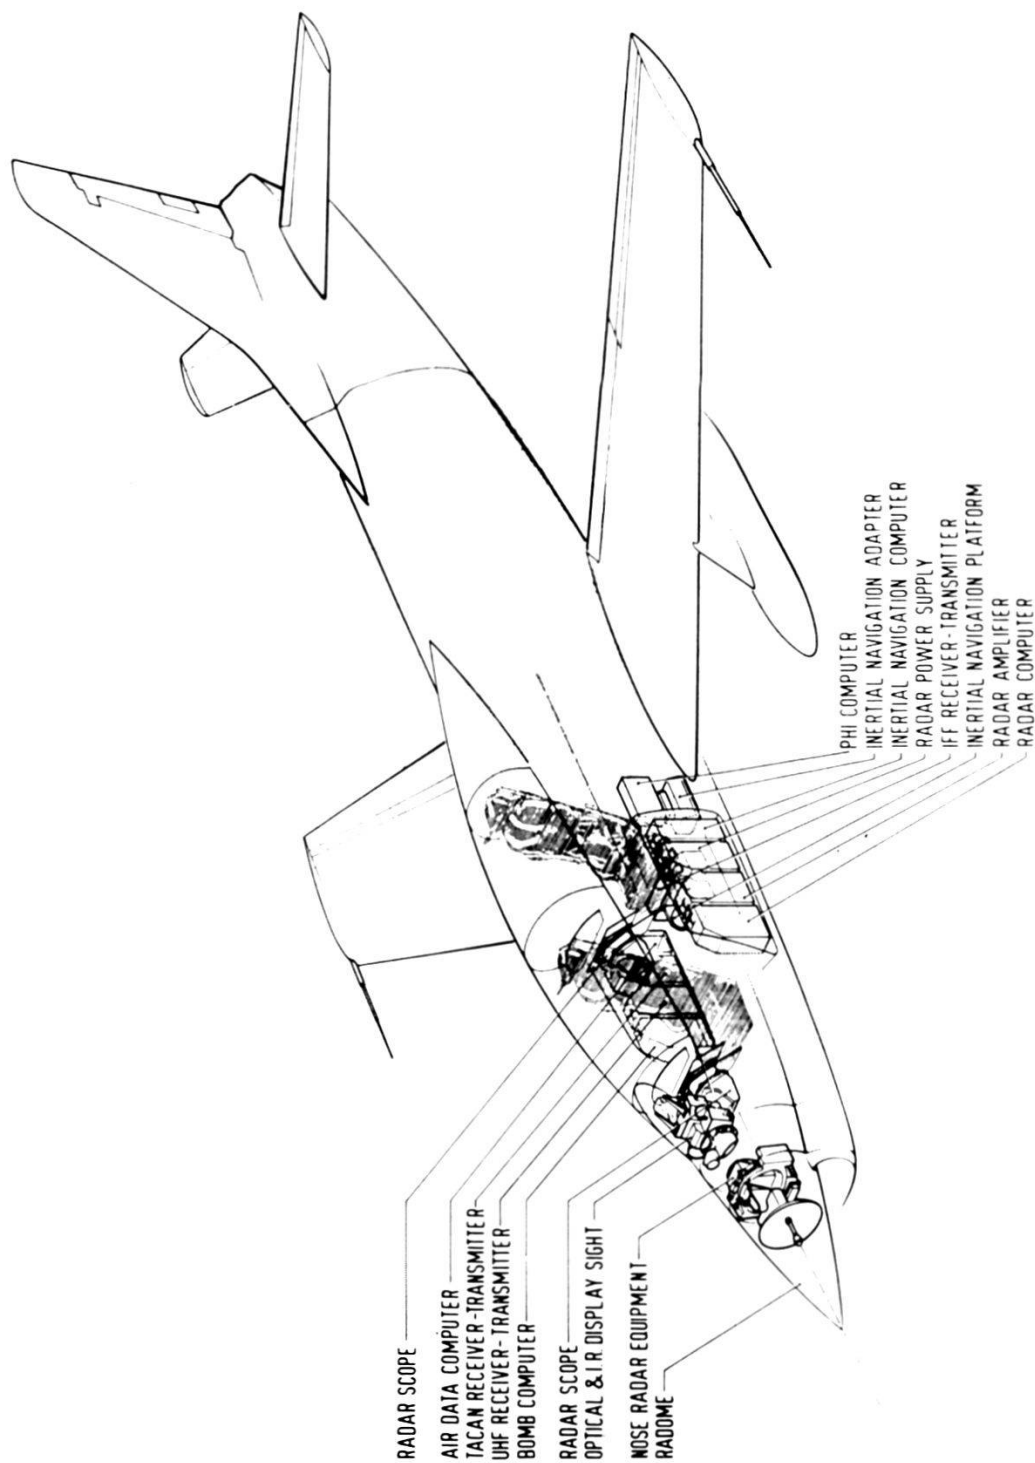 RADAR SCOPE
AIR DATA COMPUTER
TACAN RECEIVER-TRANSMITTER
UHF RECEIVER-TRANSMITTER
BOMB COMPUTER
RADAR SCOPE
OPTICAL & I.R DISPLAY SIGHT
NOSE RADAR EQUIPMENT
RADOME
PHI COMPUTER
INERTIAL NAVIGATION ADAPTER
INERTIAL NAVIGATION COMPUTER
RADAR POWER SUPPLY
IFF RECEIVER-TRANSMITTER
INERTIAL NAVIGATION PLATFORM
RADAR AMPLIFIER
RADAR COMPUTER